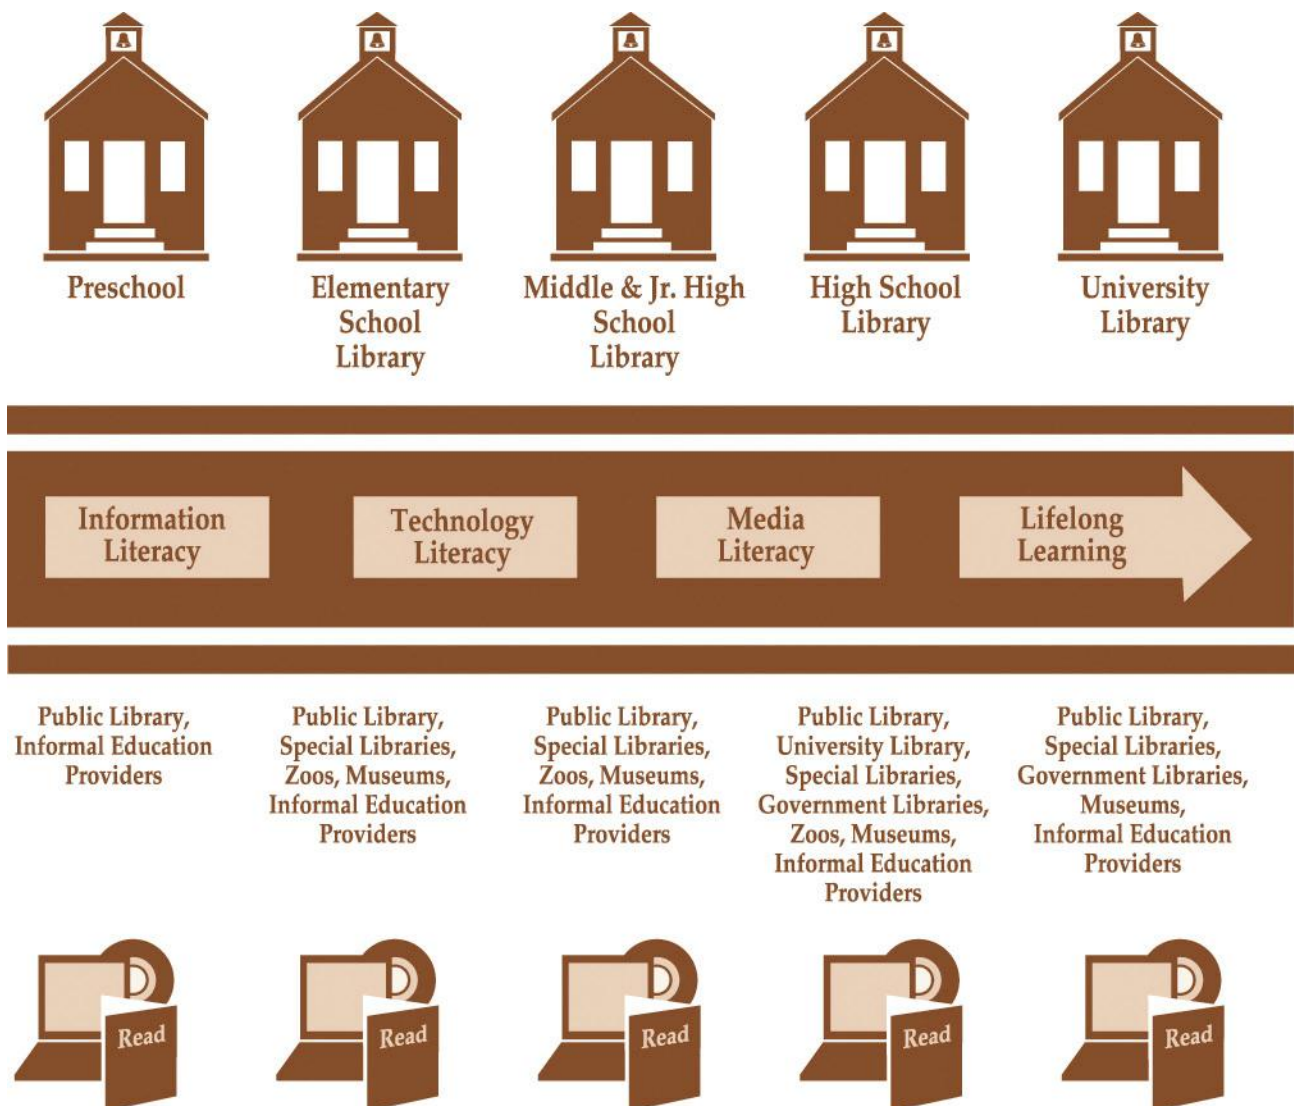 Preschool
Elementary
School
Library
Middle & Jr. High
School
Library
High School
Library
University
Library
Information
Literacy
Technology
Literacy
Media
Literacy
Lifelong
Learning
Public Library,
Informal Education
Providers
Public Library,
Special Libraries,
Zoos, Museums,
Informal Education
Providers
Public Library,
Special Libraries,
Zoos, Museums,
Informal Education
Providers
Public Library,
University Library,
Special Libraries,
Government Libraries,
Zoos, Museums,
Informal Education
Providers
Public Library,
Special Libraries,
Government Libraries,
Museums,
Informal Education
Providers
Read
Read
Read
Read
Read